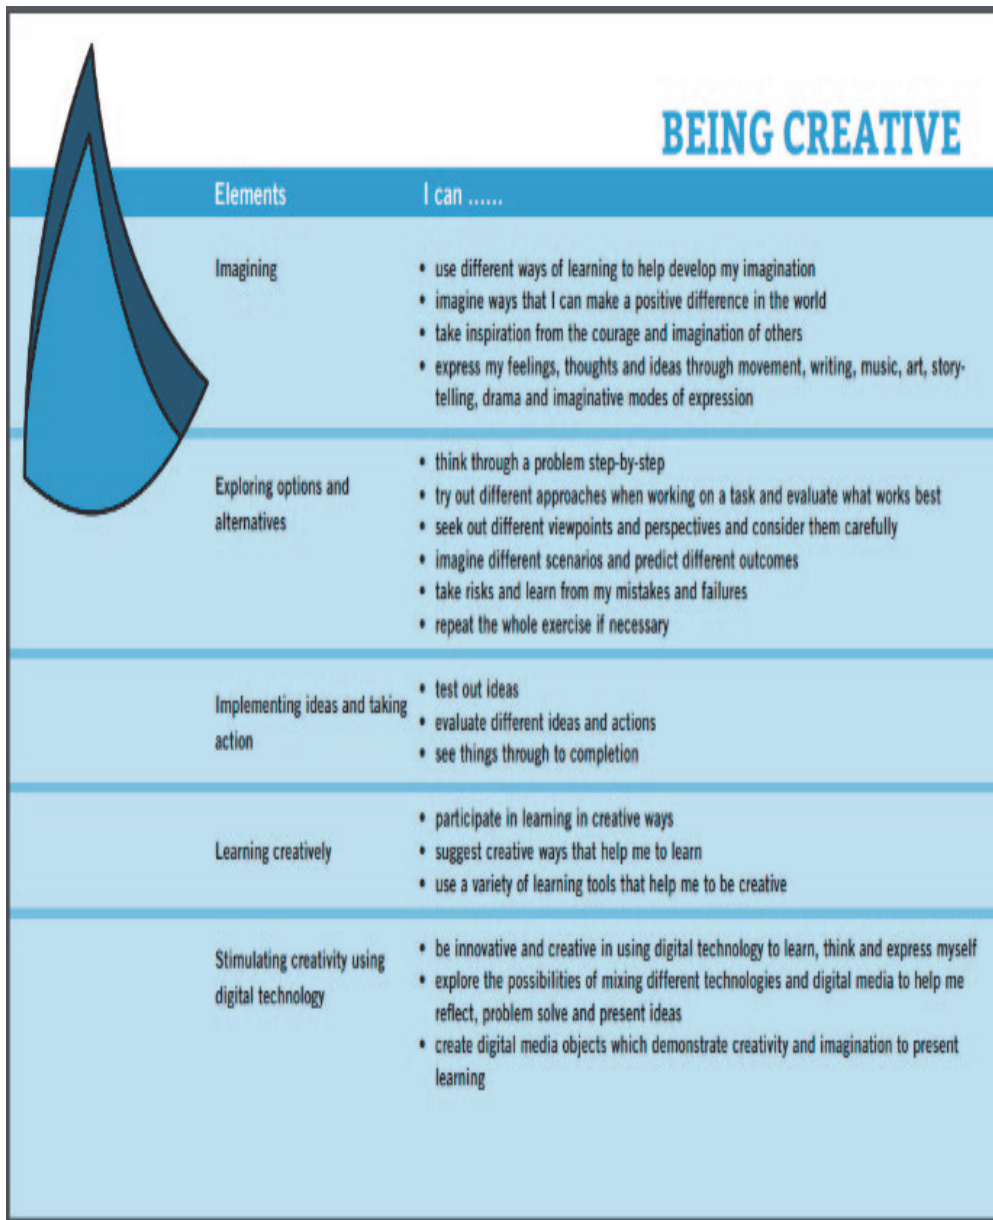 BEING CREATIVE
Elements I can ......
Imagining
• use different ways of learning to help develop my imagination
• imagine ways that I can make a positive difference in the world
• take inspiration from the courage and imagination of others
• express my feelings, thoughts and ideas through movement, writing, music, art, story-
telling, drama and imaginative modes of expression
Exploring options and
alternatives
• think through a problem step-by-step
• try out different approaches when working on a task and evaluate what works best
• seek out different viewpoints and perspectives and consider them carefully
• imagine different scenarios and predict different outcomes
• take risks and learn from my mistakes and failures
• repeat the whole exercise if necessary
Implementing ideas and taking
action
• test out ideas
• evaluate different ideas and actions
• see things through to completion
Learning creatively
• participate in learning in creative ways
• suggest creative ways that help me to learn
• use a variety of learning tools that help me to be creative
Stimulating creativity using
digital technology
• be innovative and creative in using digital technology to learn, think and express myself
• explore the possibilities of mixing different technologies and digital media to help me
reflect, problem solve and present ideas
• create digital media objects which demonstrate creativity and imagination to present
learning